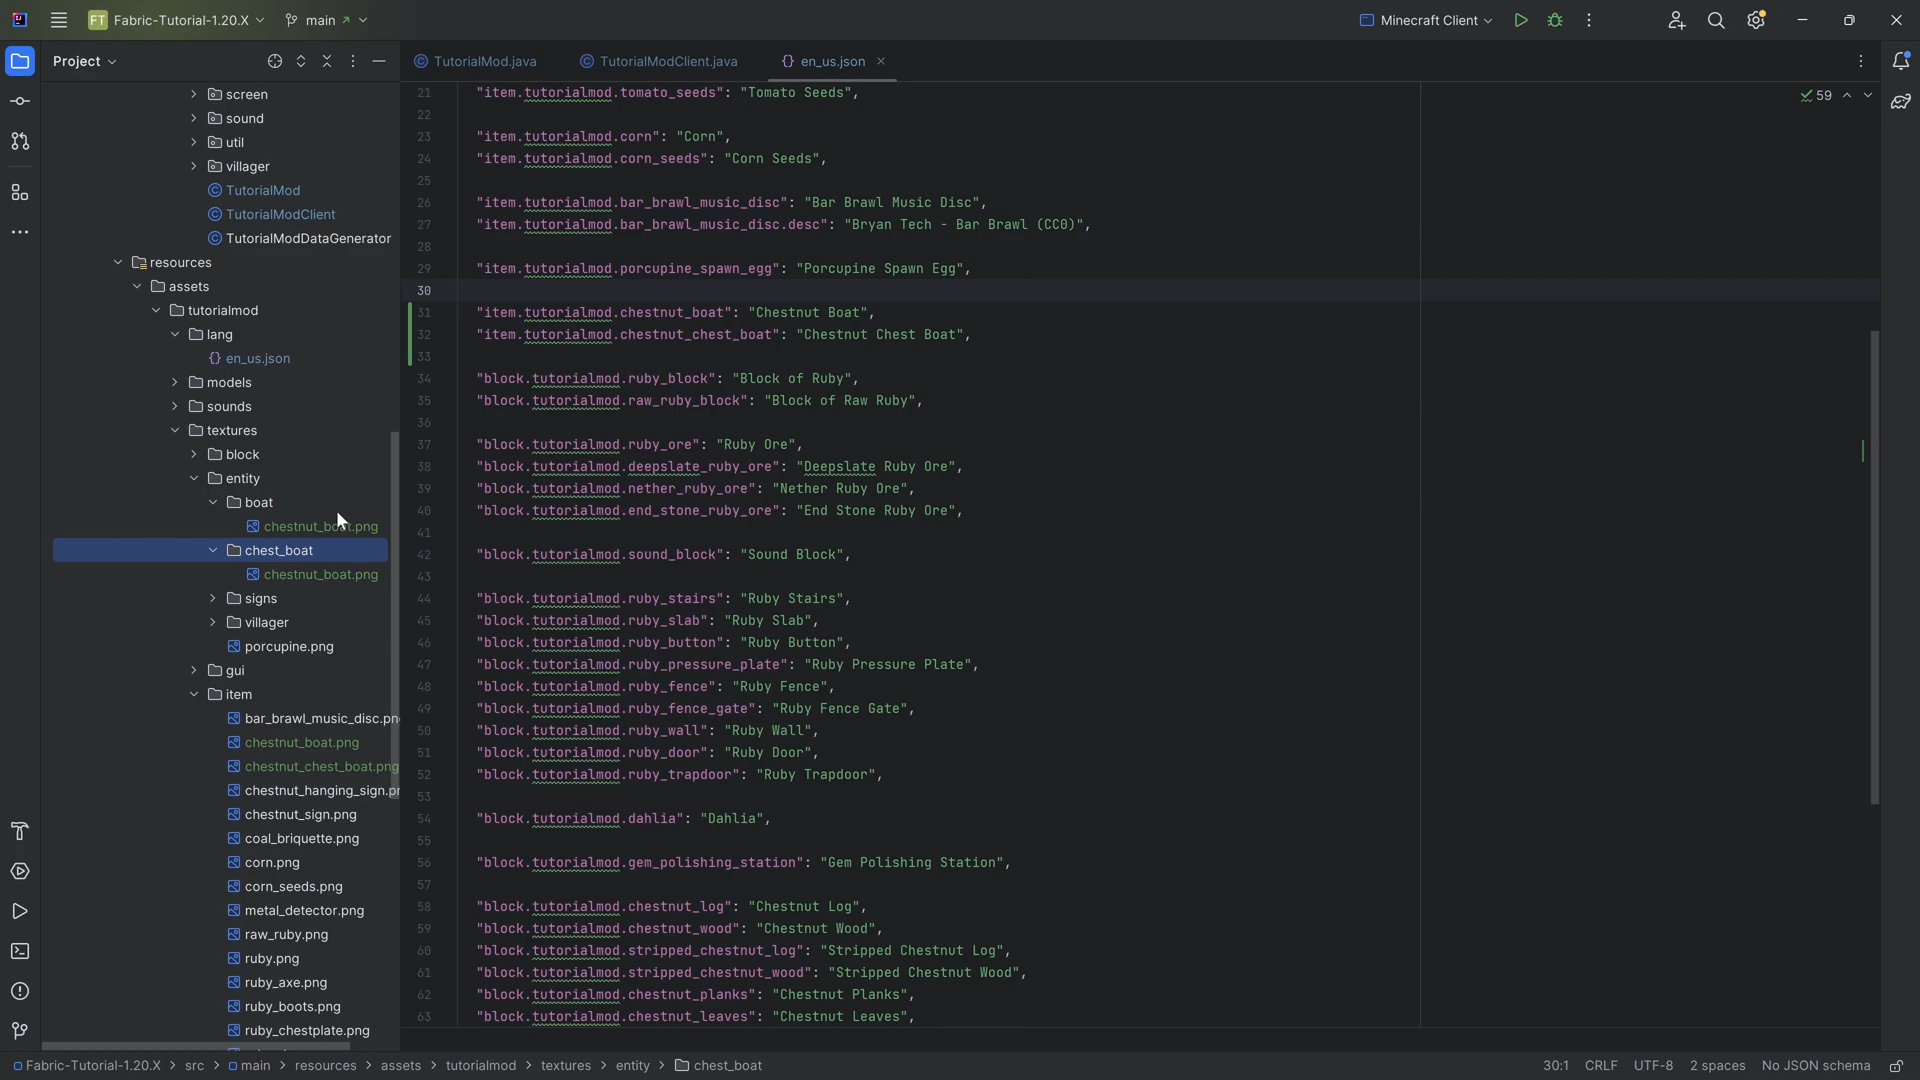 FT Fabric-Tutorial-1.20.X main Minecraft Client
Project
screen
sound
util
villager
TutorialMod
TutorialModClient
TutorialModDataGenerator
resources
assets
tutorialmod
lang
en_us.json
models
sounds
textures
block
entity
boat
chestnut_boat.png
chest_boat
chestnut_boat.png
signs
villager
porcupine.png
gui
item
bar_brawl_music_disc.pn
chestnut_boat.png
chestnut_chest_boat.png
chestnut_hanging_sign.pr
chestnut_sign.png
coal_briquette.png
corn.png
corn_seeds.png
metal_detector.png
raw_ruby.png
ruby.png
ruby_axe.png
ruby_boots.png
ruby_chestplate.png
TutorialMod.java TutorialModClient.java {} en_us.json
59
21 "item.tutorialmod.tomato_seeds": "Tomato Seeds",
22
23 "item.tutorialmod.corn": "Corn",
24 "item.tutorialmod.corn_seeds": "Corn Seeds",
25
26 "item.tutorialmod.bar_brawl_music_disc": "Bar Brawl Music Disc",
27 "item.tutorialmod.bar_brawl_music_disc.desc": "Bryan Tech - Bar Brawl (CC0)",
28
29 "item.tutorialmod.porcupine_spawn_egg": "Porcupine Spawn Egg",
30
31 "item.tutorialmod.chestnut_boat": "Chestnut Boat",
32 "item.tutorialmod.chestnut_chest_boat": "Chestnut Chest Boat",
33
34 "block.tutorialmod.ruby_block": "Block of Ruby",
35 "block.tutorialmod.raw_ruby_block": "Block of Raw Ruby",
36
37 "block.tutorialmod.ruby_ore": "Ruby Ore",
38 "block.tutorialmod.deepslate_ruby_ore": "Deepslate Ruby Ore",
39 "block.tutorialmod.nether_ruby_ore": "Nether Ruby Ore",
40 "block.tutorialmod.end_stone_ruby_ore": "End Stone Ruby Ore",
41
42 "block.tutorialmod.sound_block": "Sound Block",
43
44 "block.tutorialmod.ruby_stairs": "Ruby Stairs",
45 "block.tutorialmod.ruby_slab": "Ruby Slab",
46 "block.tutorialmod.ruby_button": "Ruby Button",
47 "block.tutorialmod.ruby_pressure_plate": "Ruby Pressure Plate",
48 "block.tutorialmod.ruby_fence": "Ruby Fence",
49 "block.tutorialmod.ruby_fence_gate": "Ruby Fence Gate",
50 "block.tutorialmod.ruby_wall": "Ruby Wall",
51 "block.tutorialmod.ruby_door": "Ruby Door",
52 "block.tutorialmod.ruby_trapdoor": "Ruby Trapdoor",
53
54 "block.tutorialmod.dahlia": "Dahlia",
55
56 "block.tutorialmod.gem_polishing_station": "Gem Polishing Station",
57
58 "block.tutorialmod.chestnut_log": "Chestnut Log",
59 "block.tutorialmod.chestnut_wood": "Chestnut Wood",
60 "block.tutorialmod.stripped_chestnut_log": "Stripped Chestnut Log",
61 "block.tutorialmod.stripped_chestnut_wood": "Stripped Chestnut Wood",
62 "block.tutorialmod.chestnut_planks": "Chestnut Planks",
63 "block.tutorialmod.chestnut_leaves": "Chestnut Leaves",
Fabric-Tutorial-1.20.X > src > main > resources > assets > tutorialmod > textures > entity > chest_boat 30:1 CRLF UTF-8 2 spaces No JSON schema